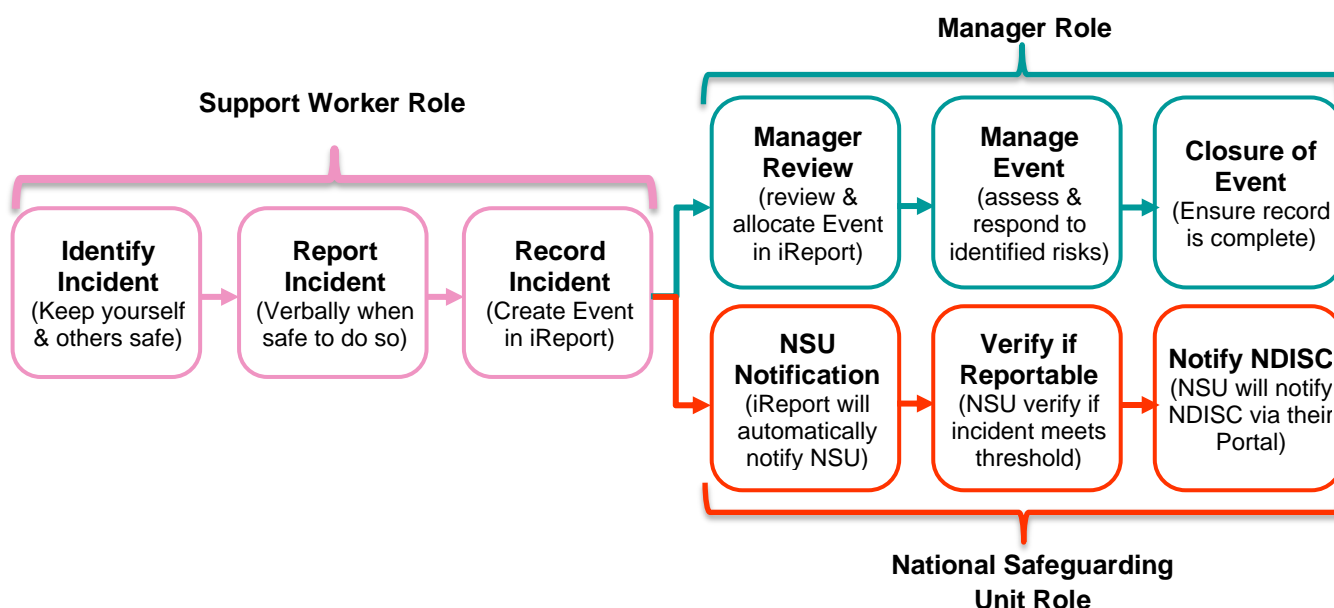 Manager Role
Support Worker Role
Identify
Incident
(Keep yourself
& others safe)
Report
Incident
(Verbally when
safe to do so)
Record
Incident
(Create Event
in iReport)
Manager
Review
(review &
allocate Event
in iReport)
Manage
Event
(assess &
respond to
identified risks)
Closure of
Event
(Ensure record
is complete)
NSU
Notification
(iReport will
automatically
notify NSU)
Verify if
Reportable
(NSU verify if
incident meets
threshold)
Notify NDISC
(NSU will notify
NDISC via their
Portal)
National Safeguarding
Unit Role